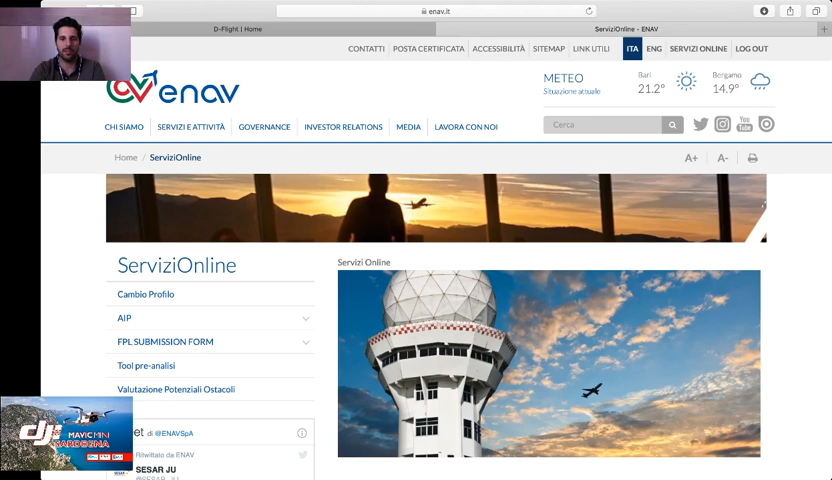 enav.it
D-Flight | Home
ServiziOnline - ENAV
CONTATTI POSTA CERTIFICATA ACCESSIBILITÀ SITEMAP LINK UTILI ITA ENG SERVIZI ONLINE LOG OUT
enav
METEO
Situazione attuale
Bari
21.2°
Bergamo
14.9°
CHI SIAMO SERVIZI E ATTIVITÀ GOVERNANCE INVESTOR RELATIONS MEDIA LAVORA CON NOI
Cerca
You
Tube
Home / ServiziOnline
A+ A-
ServiziOnline
Servizi Online
Cambio Profilo
AIP
FPL SUBMISSION FORM
Tool pre-analisi
Valutazione Potenziali Ostacoli
dji
MAVIC MINI
SARDEGNA
et di @ENAVSpA
Ritwittato da ENAV
SESAR JU
@SESAR_JU